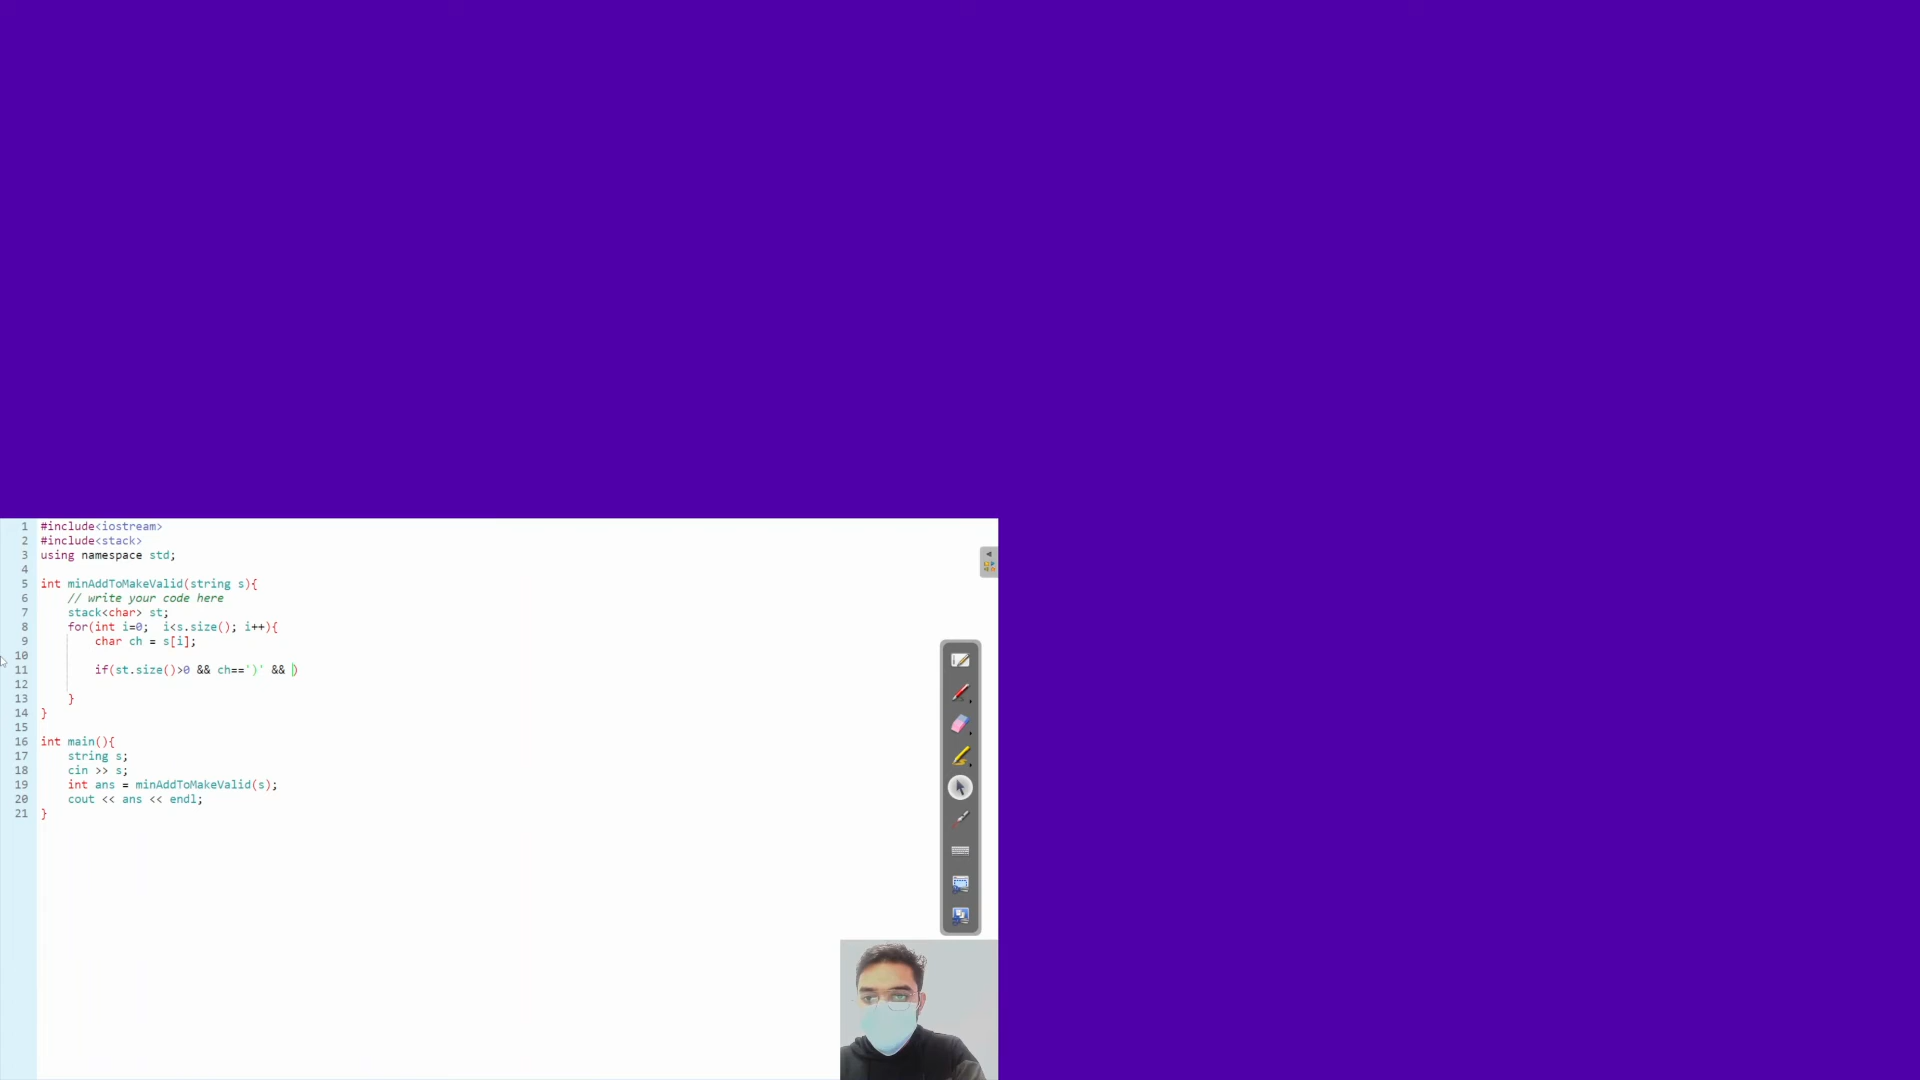 1 #include<iostream>
2 #include<stack>
3 using namespace std;
4
5 int minAddToMakeValid(string s){
6 // write your code here
7 stack<char> st;
8 for(int i=0;  i<s.size(); i++){
9 char ch = s[i];
10
11 if(st.size()>0 && ch==')' && )
12
13 }
14 }
15
16 int main(){
17 string s;
18 cin >> s;
19 int ans = minAddToMakeValid(s);
20 cout << ans << endl;
21 }